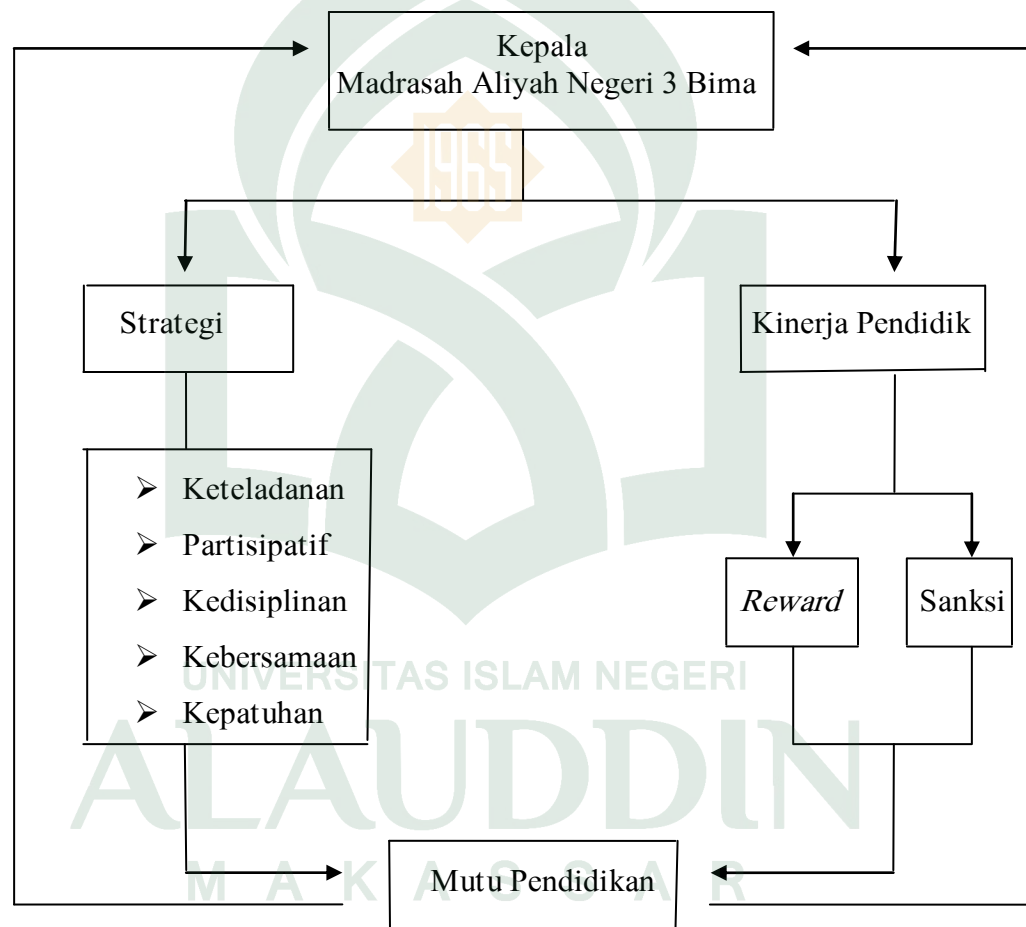 Kepala
Madrasah Aliyah Negeri 3 Bima
1965
Strategi
Kinerja Pendidik
➢ Keteladanan
➢ Partisipatif
➢ Kedisiplinan
➢ Kebersamaan
➢ Kepatuhan
Reward
Sanksi
UNIVERSITAS ISLAM NEGERI
ALAUDDIN
MAKASSAR
Mutu Pendidikan